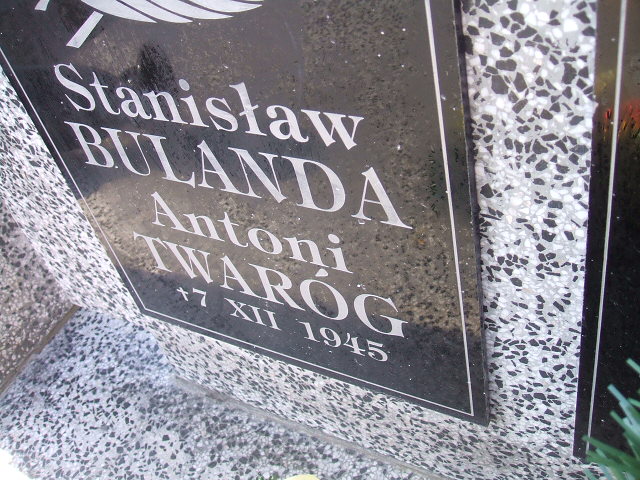 Stanisław
BULANDA
Antoni
TWARÓG
+7 XII 1945